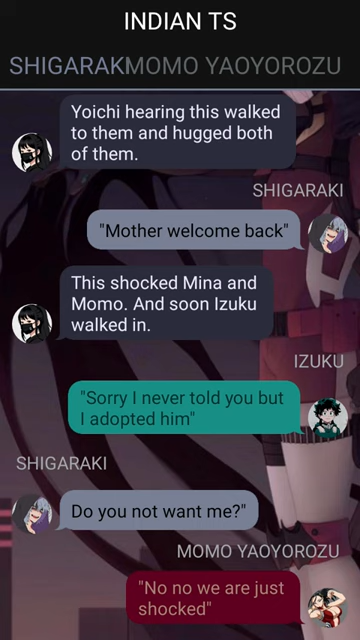 INDIAN TS
SHIGARAKMOMO YAOYOROZU
Yoichi hearing this walked
to them and hugged both
of them.
SHIGARAKI
"Mother welcome back"
This shocked Mina and
Momo. And soon Izuku
walked in.
IZUKU
"Sorry I never told you but
I adopted him"
SHIGARAKI
Do you not want me?"
MOMO YAOYOROZU
"No no we are just
shocked"